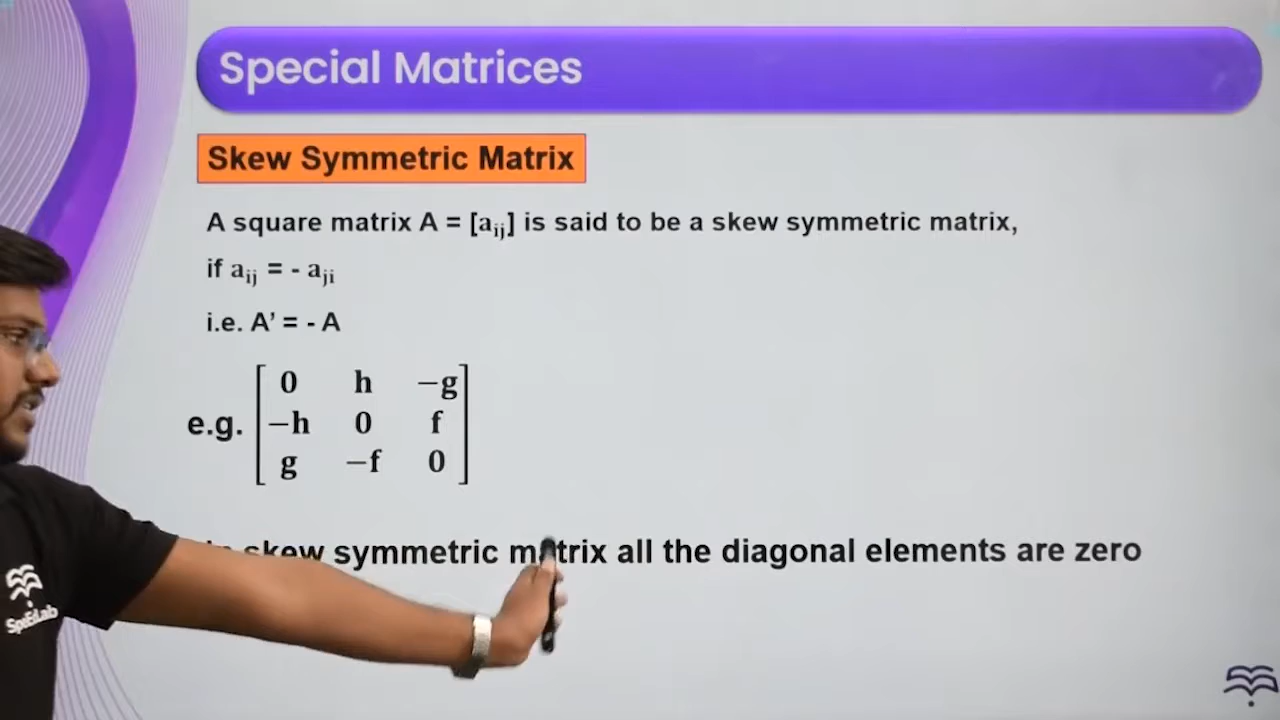 Special Matrices
Skew Symmetric Matrix
A square matrix A = [aᵢⱼ] is said to be a skew symmetric matrix,
if aᵢⱼ = - aⱼᵢ
i.e. A’ = - A
e.g.
0 h −g
−h 0 f
g −f 0
skew symmetric matrix all the diagonal elements are zero
SpeEdLab